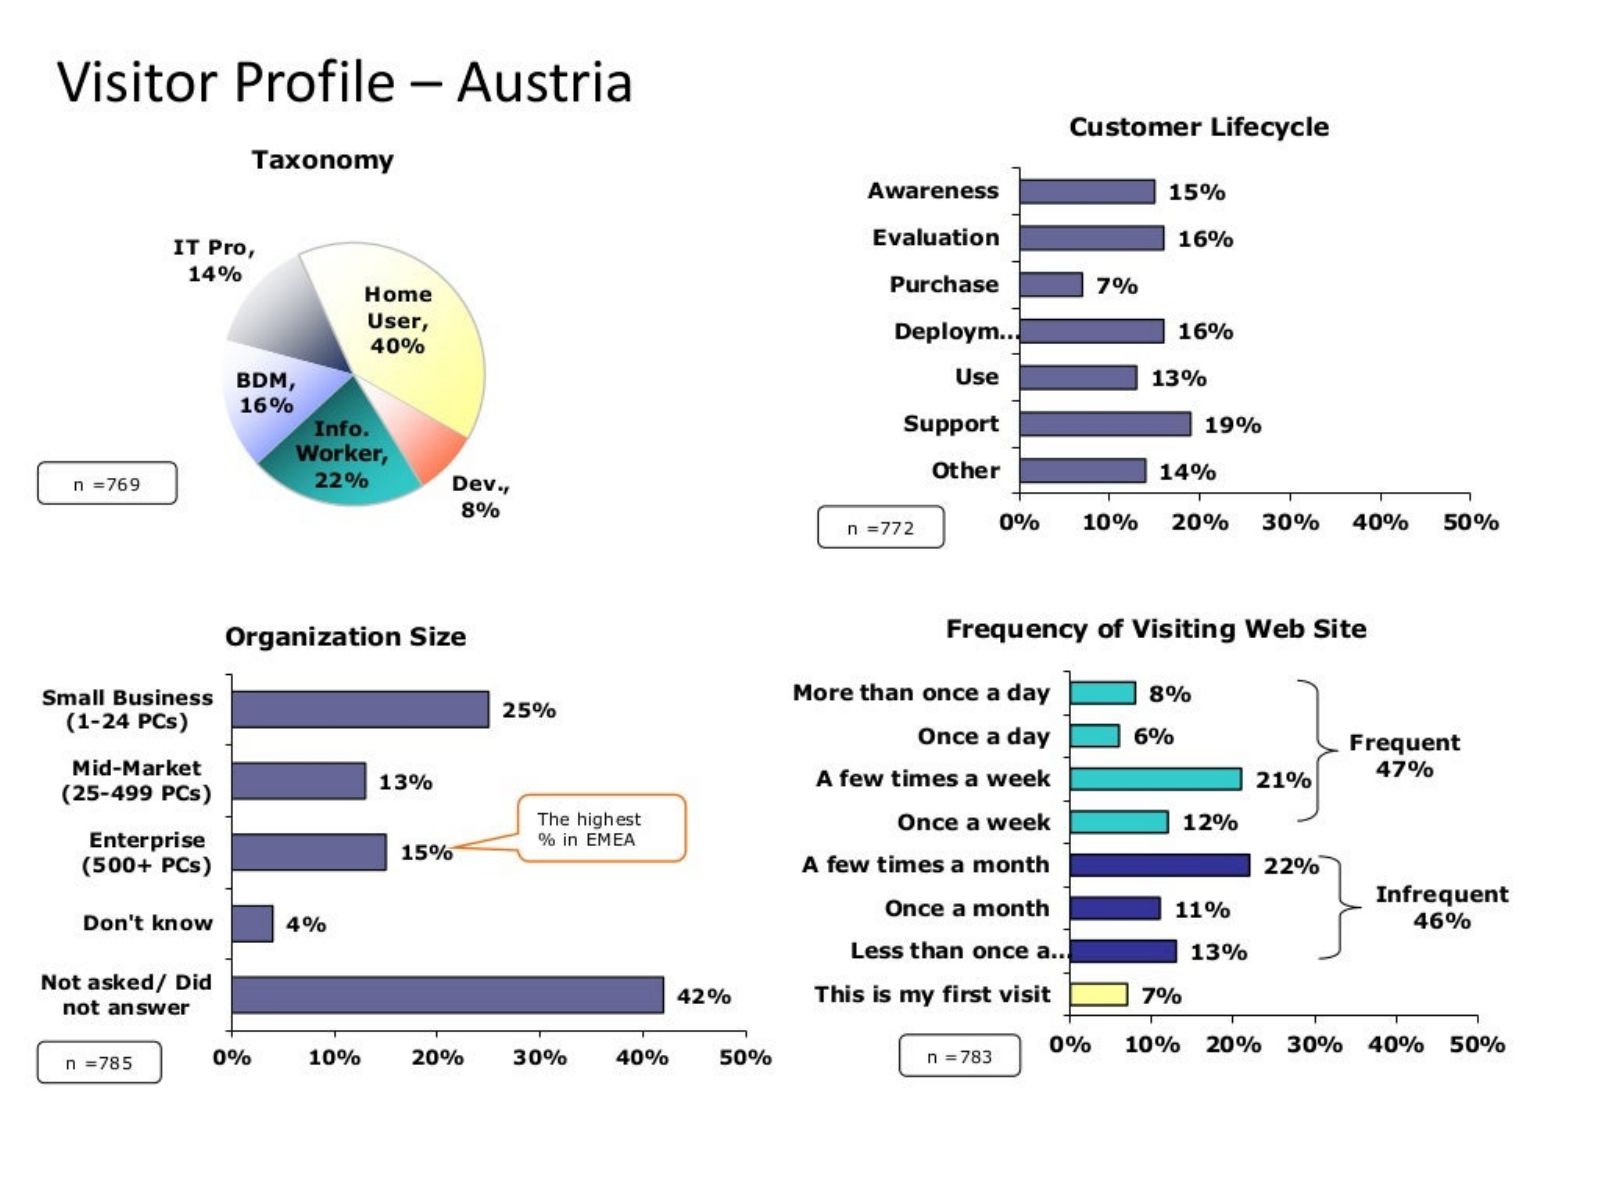 Visitor Profile – Austria
Taxonomy
IT Pro,
14%
Home
User,
40%
BDM,
16%
Info.
Worker,
22%
Dev.,
8%
n =769
Customer Lifecycle
Awareness 15%
Evaluation 16%
Purchase 7%
Deploym... 16%
Use 13%
Support 19%
Other 14%
0% 10% 20% 30% 40% 50%
n =772
Organization Size
Small Business
(1-24 PCs)
25%
Mid-Market
(25-499 PCs)
13%
Enterprise
(500+ PCs)
15%
The highest
% in EMEA
Don't know 4%
Not asked/ Did
not answer
42%
0% 10% 20% 30% 40% 50%
n =785
Frequency of Visiting Web Site
More than once a day 8%
Once a day 6%
A few times a week 21%
Once a week 12%
Frequent
47%
A few times a month 22%
Once a month 11%
Less than once a... 13%
Infrequent
46%
This is my first visit 7%
0% 10% 20% 30% 40% 50%
n =783